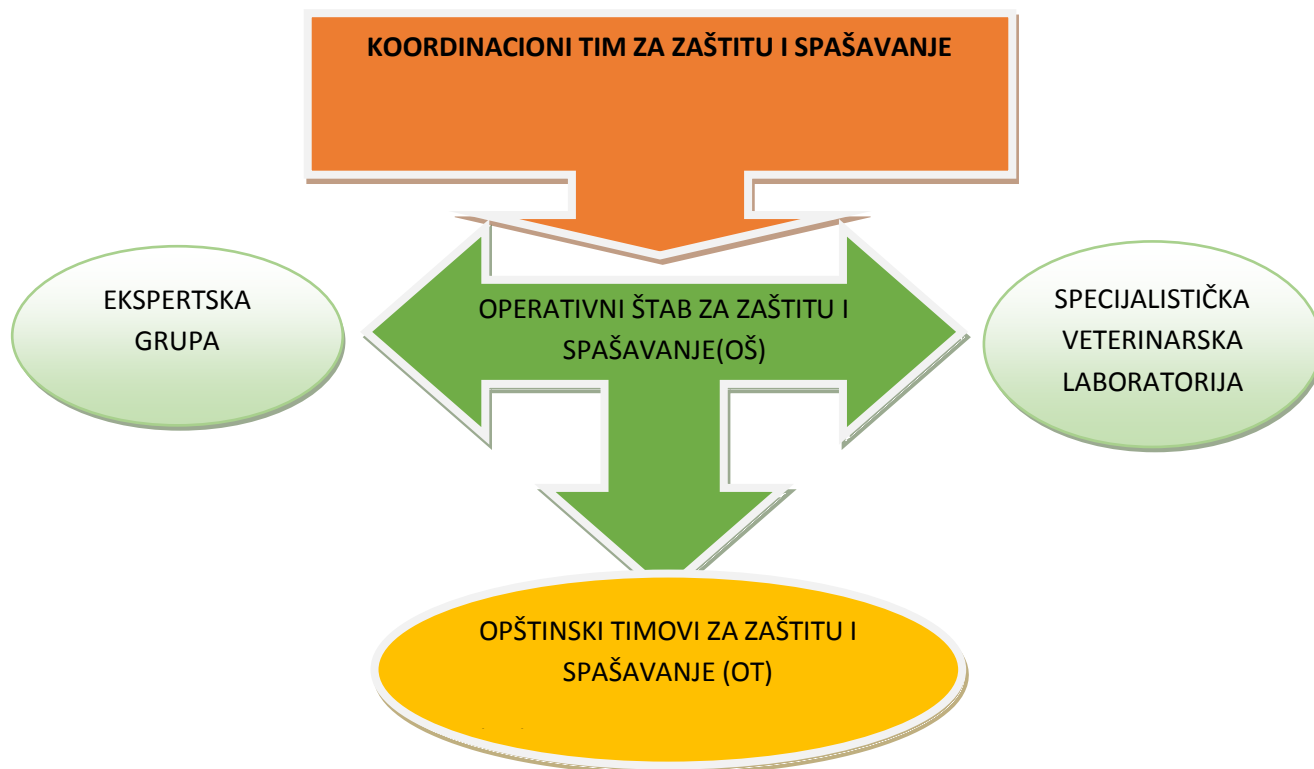 KOORDINACIONI TIM ZA ZAŠTITU I SPAŠAVANJE
EKSPERTSKA
GRUPA
OPERATIVNI ŠTAB ZA ZAŠTITU I
SPAŠAVANJE(OŠ)
SPECIJALISTIČKA
VETERINARSKA
LABORATORIJA
OPŠTINSKI TIMOVI ZA ZAŠTITU I
SPAŠAVANJE (OT)